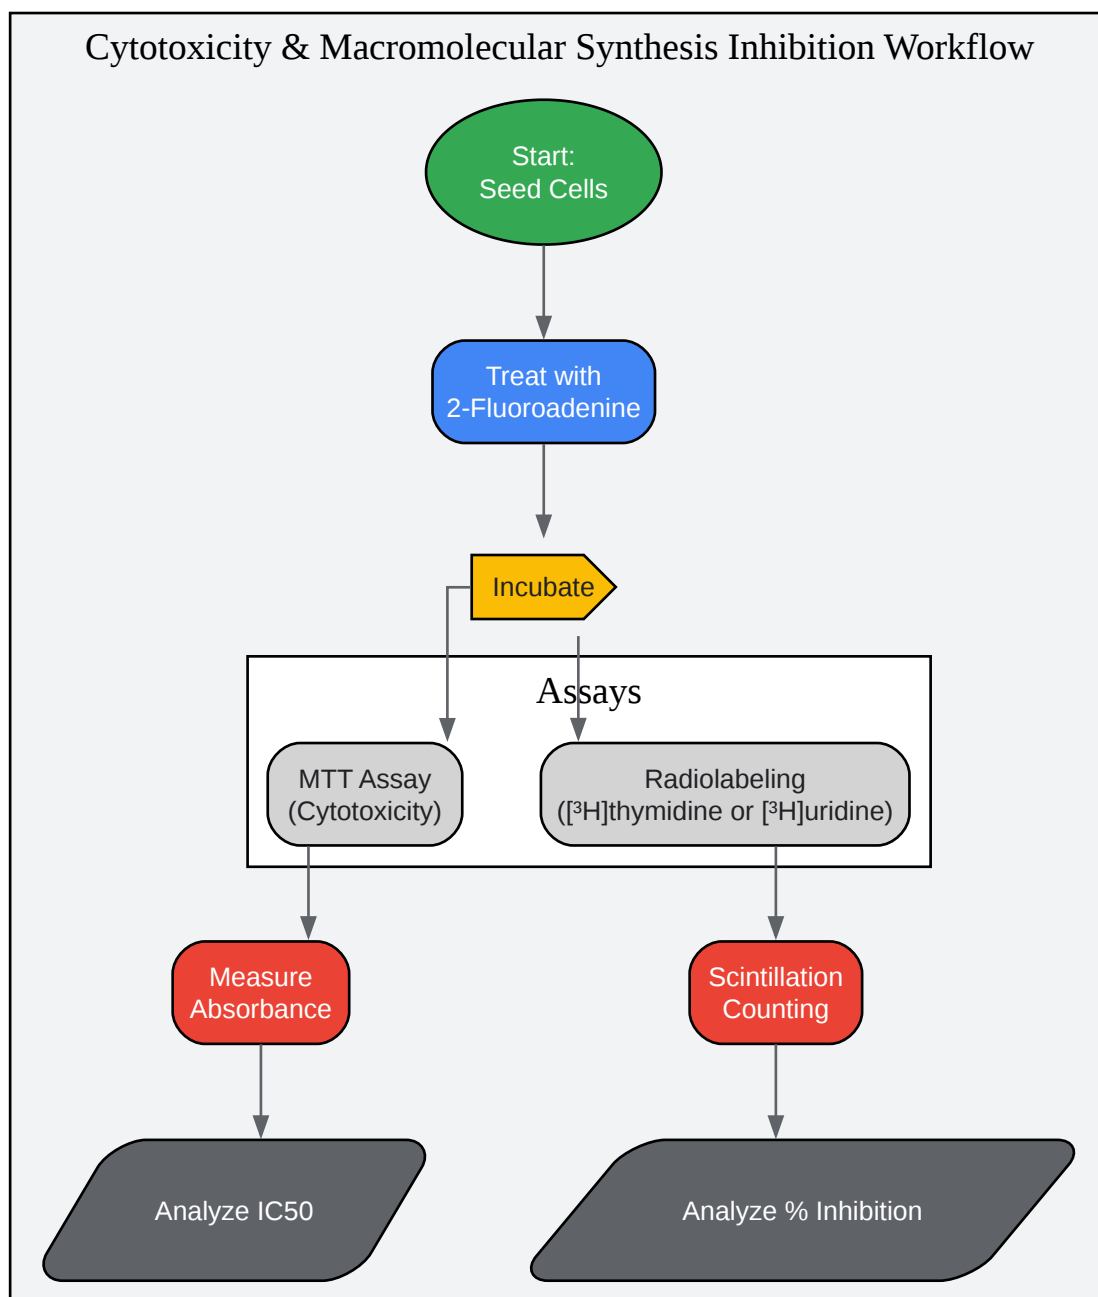 Cytotoxicity & Macromolecular Synthesis Inhibition Workflow
Start:
Seed Cells
Treat with
2-Fluoroadenine
Incubate
Assays
MTT Assay
(Cytotoxicity)
Radiolabeling
([³H]thymidine or [³H]uridine)
Measure
Absorbance
Scintillation
Counting
Analyze IC50
Analyze % Inhibition